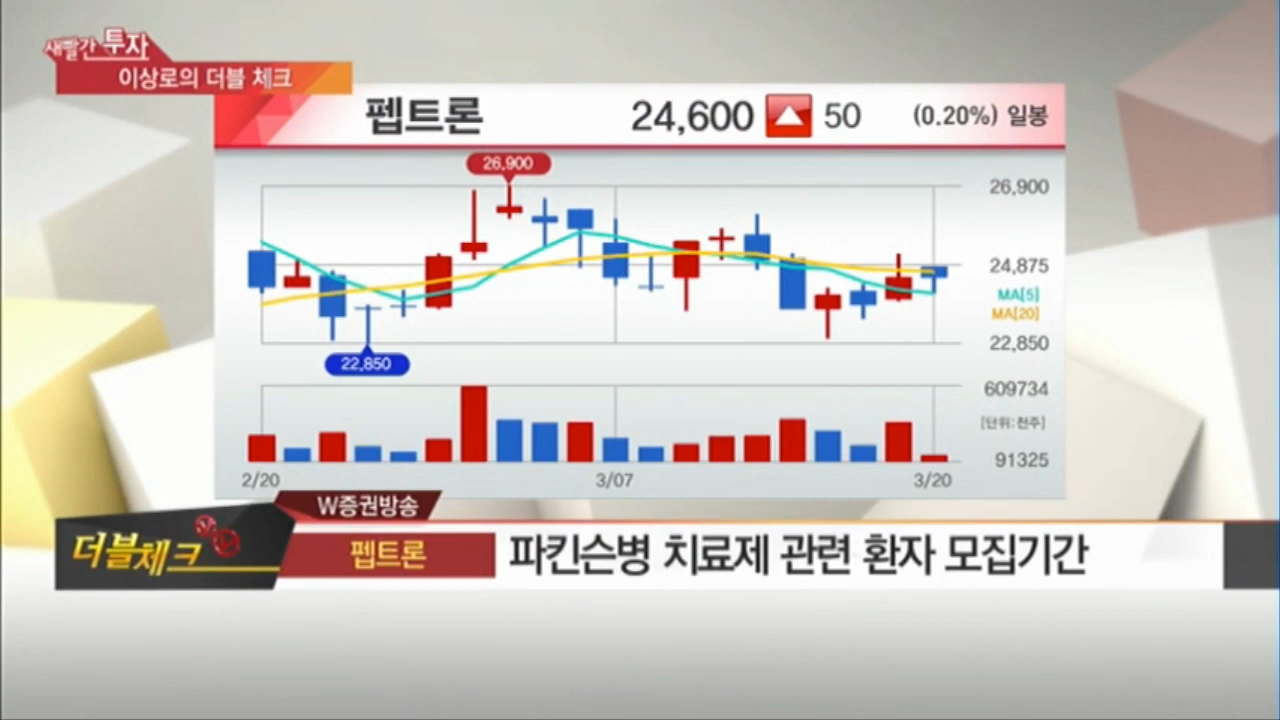 새빨간 투자
이상로의 더블 체크
펩트론 24,600 50 (0.20%) 일봉
26,900
26,900
24,875
MA[5]
MA[20]
22,850
22,850
609734
[단위:천주]
91325
2/20 3/07 3/20
W증권방송
더블체크
펩트론 파킨슨병 치료제 관련 환자 모집기간